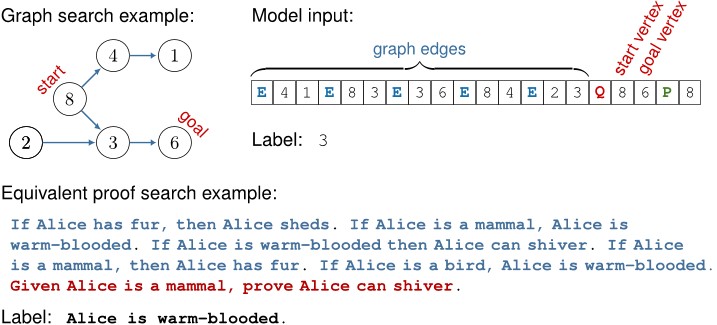 Graph search example:
start
4
1
8
goal
2
3
6
Model input:
graph edges
start vertex
goal vertex
E 4 1 E 8 3 E 3 6 E 8 4 E 2 3 Q 8 6 P 8
Label: 3
Equivalent proof search example:
If Alice has fur, then Alice sheds. If Alice is a mammal, Alice is
warm-blooded. If Alice is warm-blooded then Alice can shiver. If Alice
is a mammal, then Alice has fur. If Alice is a bird, Alice is warm-blooded.
Given Alice is a mammal, prove Alice can shiver.
Label: Alice is warm-blooded.